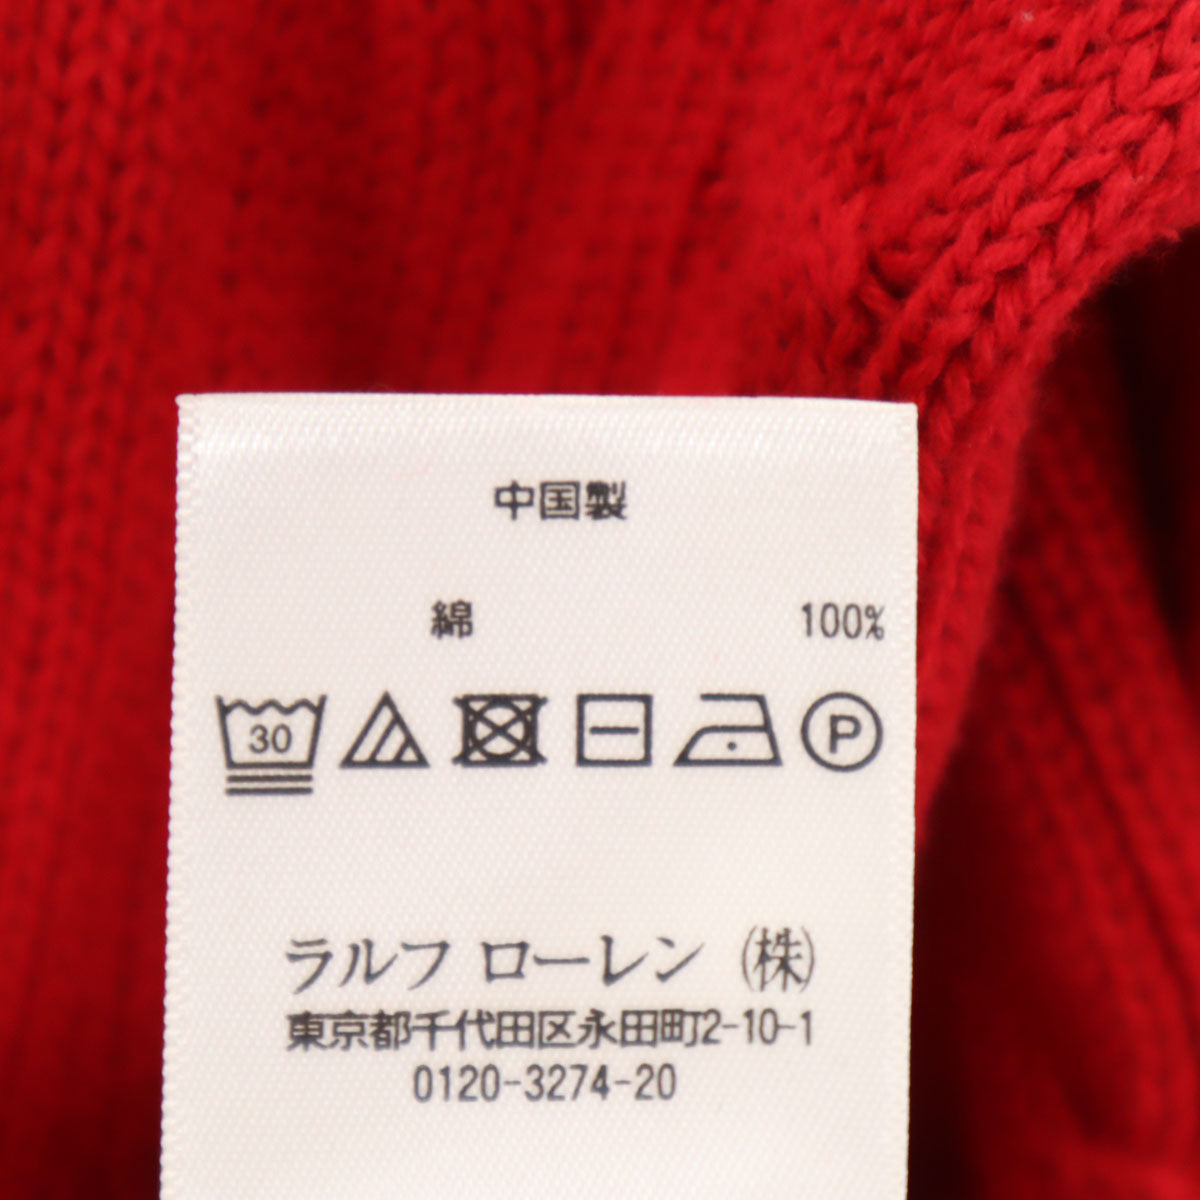 中国製
綿 100%
30 P
ラルフ ローレン (株)
東京都千代田区永田町2-10-1
0120-3274-20